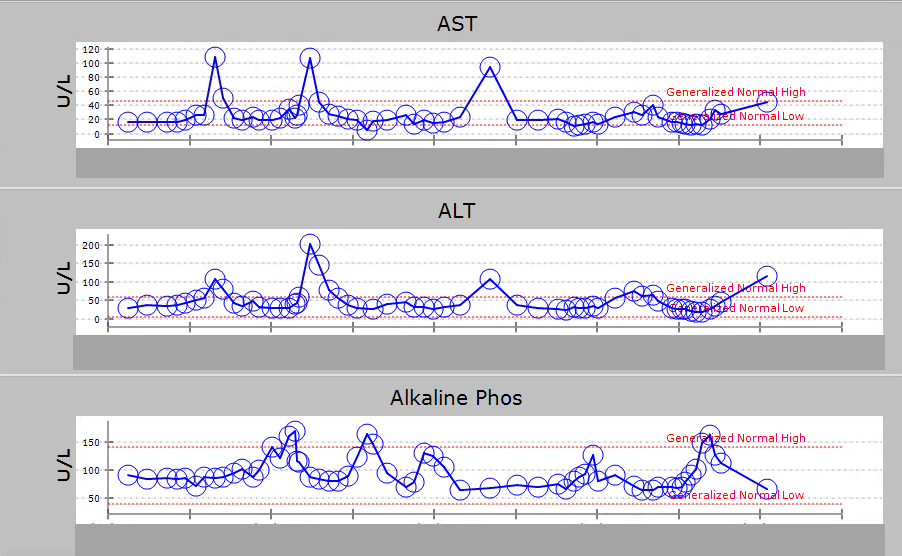 AST
U/L
120
100
80
60
40
20
0
Generalized Normal High
Generalized Normal Low
ALT
U/L
200
150
100
50
0
Generalized Normal High
Generalized Normal Low
Alkaline Phos
U/L
150
100
50
Generalized Normal High
Generalized Normal Low